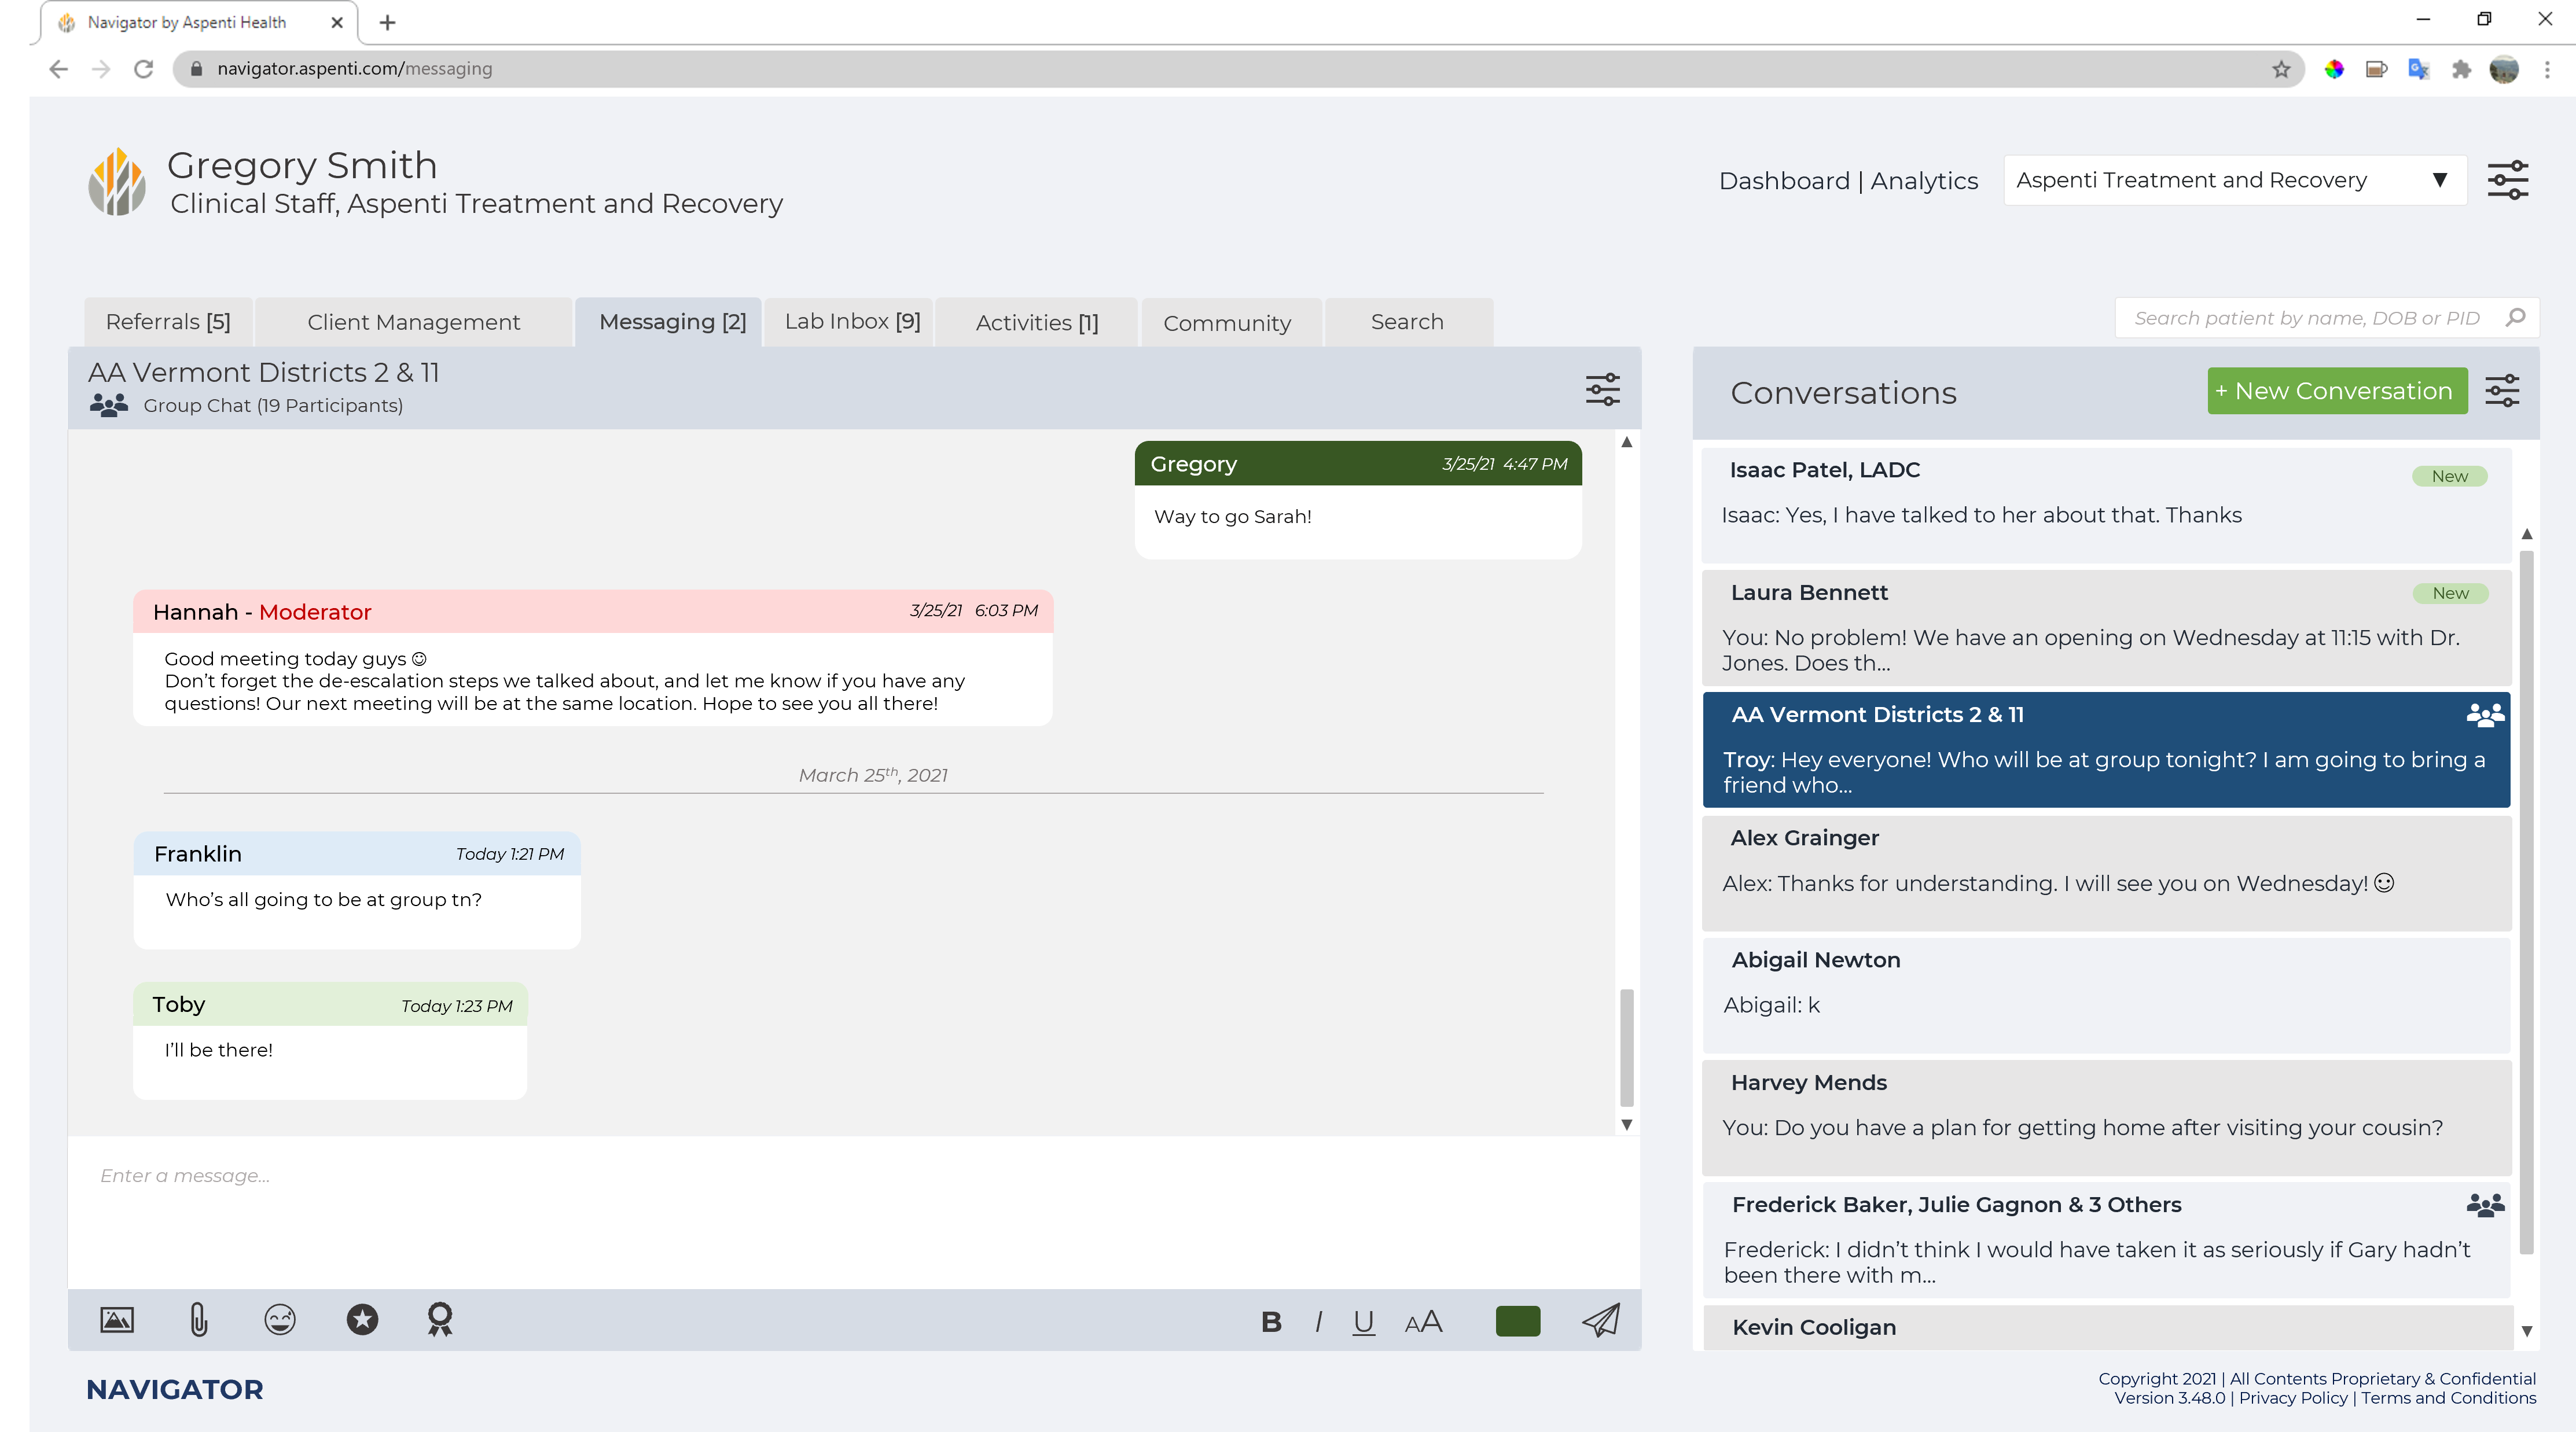 Navigator by Aspenti Health
navigator.aspenti.com/messaging
Gregory Smith
Clinical Staff, Aspenti Treatment and Recovery
Dashboard | Analytics
Aspenti Treatment and Recovery
Referrals [5]
Client Management
Messaging [2]
Lab Inbox [9]
Activities [1]
Community
Search
Search patient by name, DOB or PID
AA Vermont Districts 2 & 11
Group Chat (19 Participants)
Gregory 3/25/21 4:47 PM
Way to go Sarah!
Hannah - Moderator 3/25/21 6:03 PM
Good meeting today guys ☺
Don’t forget the de-escalation steps we talked about, and let me know if you have any
questions! Our next meeting will be at the same location. Hope to see you all there!
March 25th, 2021
Franklin Today 1:21 PM
Who’s all going to be at group tn?
Toby Today 1:23 PM
I’ll be there!
Enter a message...
B I U AA
Conversations
+ New Conversation
Isaac Patel, LADC
New
Isaac: Yes, I have talked to her about that. Thanks
Laura Bennett
New
You: No problem! We have an opening on Wednesday at 11:15 with Dr.
Jones. Does th...
AA Vermont Districts 2 & 11
Troy: Hey everyone! Who will be at group tonight? I am going to bring a
friend who...
Alex Grainger
Alex: Thanks for understanding. I will see you on Wednesday! ☺
Abigail Newton
Abigail: k
Harvey Mends
You: Do you have a plan for getting home after visiting your cousin?
Frederick Baker, Julie Gagnon & 3 Others
Frederick: I didn’t think I would have taken it as seriously if Gary hadn’t
been there with m...
Kevin Cooligan
NAVIGATOR
Copyright 2021 | All Contents Proprietary & Confidential
Version 3.48.0 | Privacy Policy | Terms and Conditions